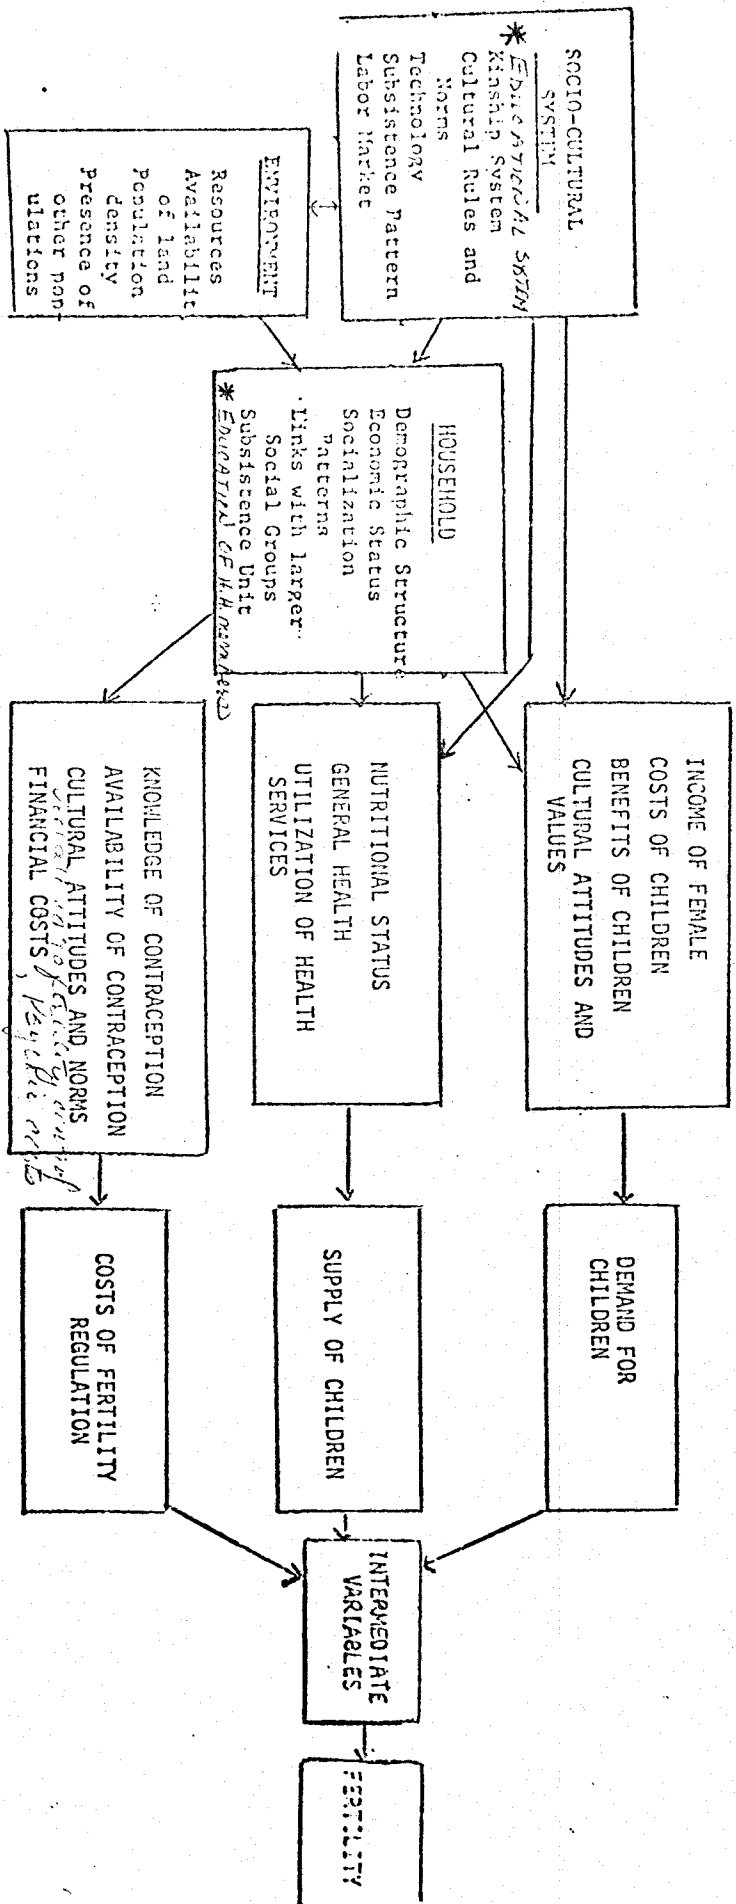 SOCIO-CULTURAL
SYSTEM
* EDUCATIONAL SYSTEM
Kinship System
Cultural Rules and
Norms
Technology
Subsistence Pattern
Labor Market
ENVIRONMENT
Resources
Availabilit
of land
Population
density
Presence of
other pop-
ulations
HOUSEHOLD
Demographic Structure
Economic Status
Socialization
Patterns
Links with larger
Social Groups
Subsistence Unit
* EDUCATION OF H.H. members
INCOME OF FEMALE
COSTS OF CHILDREN
BENEFITS OF CHILDREN
CULTURAL ATTITUDES AND
VALUES
NUTRITIONAL STATUS
GENERAL HEALTH
UTILIZATION OF HEALTH
SERVICES
KNOWLEDGE OF CONTRACEPTION
AVAILABILITY OF CONTRACEPTION
CULTURAL ATTITUDES AND NORMS
FINANCIAL COSTS, Psychic costs
DEMAND FOR
CHILDREN
SUPPLY OF CHILDREN
COSTS OF FERTILITY
REGULATION
INTERMEDIATE
VARIABLES
FERTILITY